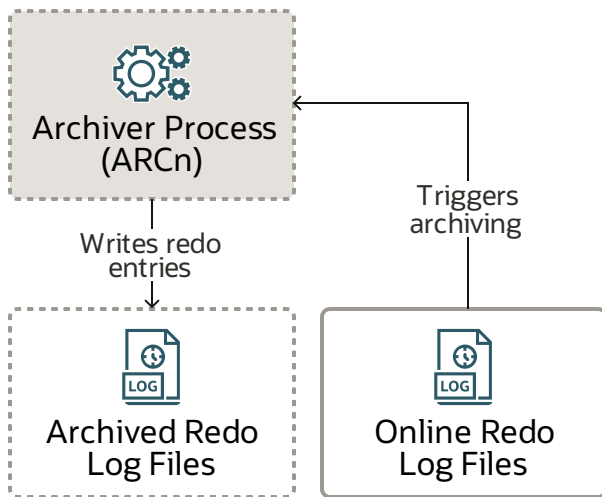 Archiver Process
(ARCn)
Triggers
archiving
Writes redo
entries
LOG
Archived Redo
Log Files
LOG
Online Redo
Log Files